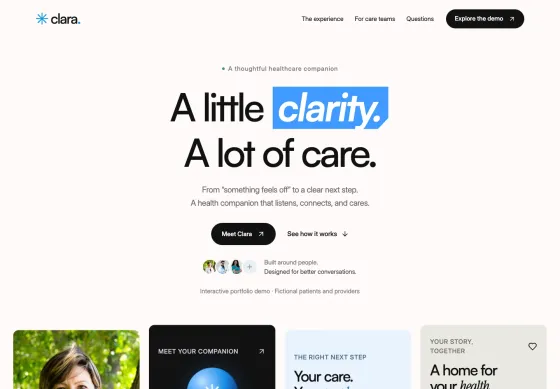 clara.
The experience
For care teams
Questions
Explore the demo
A thoughtful healthcare companion
A little clarity.
A lot of care.
From “something feels off” to a clear next step.
A health companion that listens, connects, and cares.
Meet Clara
See how it works
Built around people.
Designed for better conversations.
Interactive portfolio demo · Fictional patients and providers
MEET YOUR COMPANION
THE RIGHT NEXT STEP
Your care.
YOUR STORY,
TOGETHER
A home for
your health